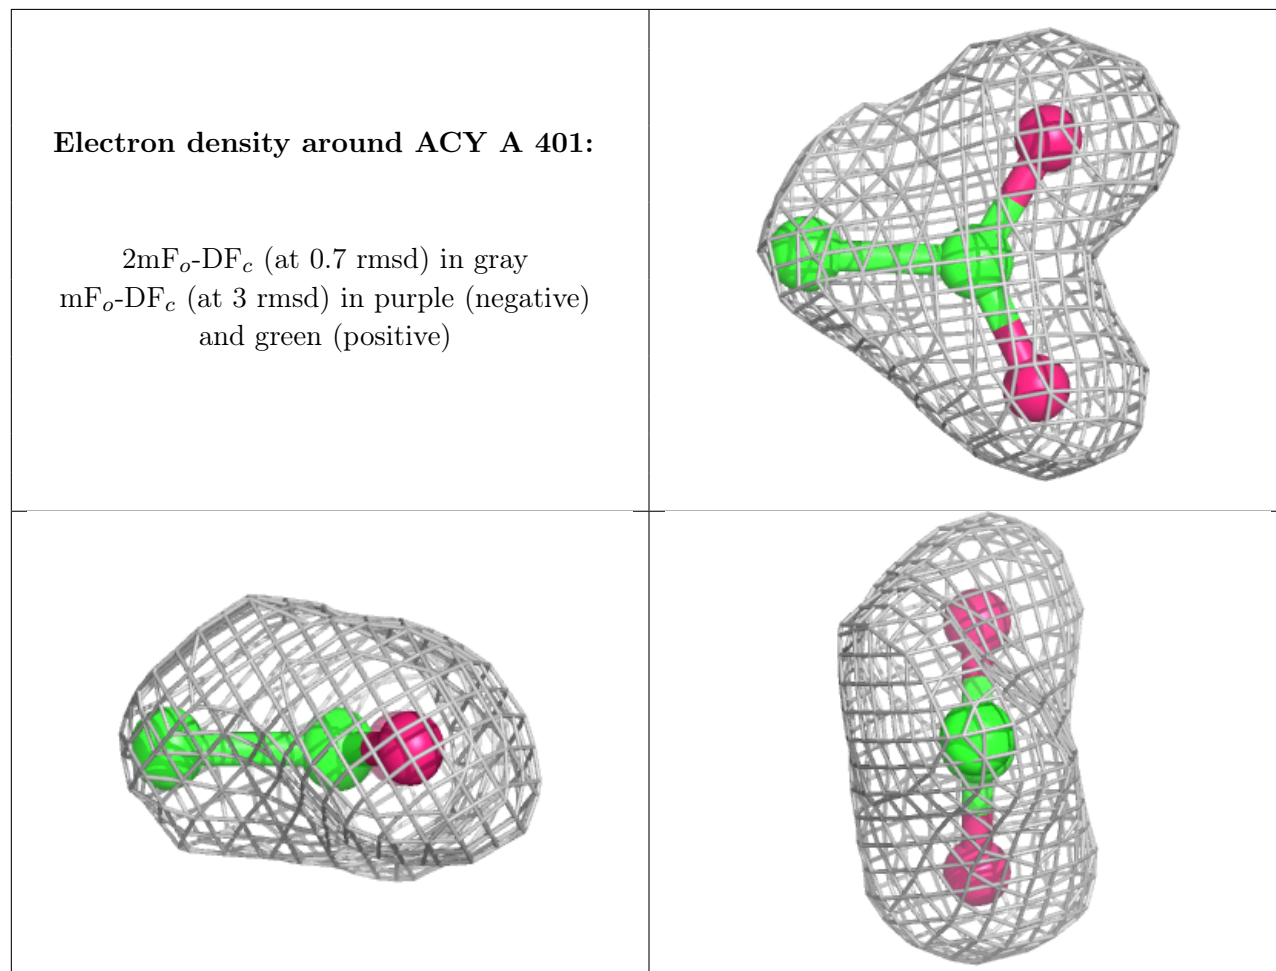 Electron density around ACY A 401:
2mFo-DFc (at 0.7 rmsd) in gray
mFo-DFc (at 3 rmsd) in purple (negative)
and green (positive)